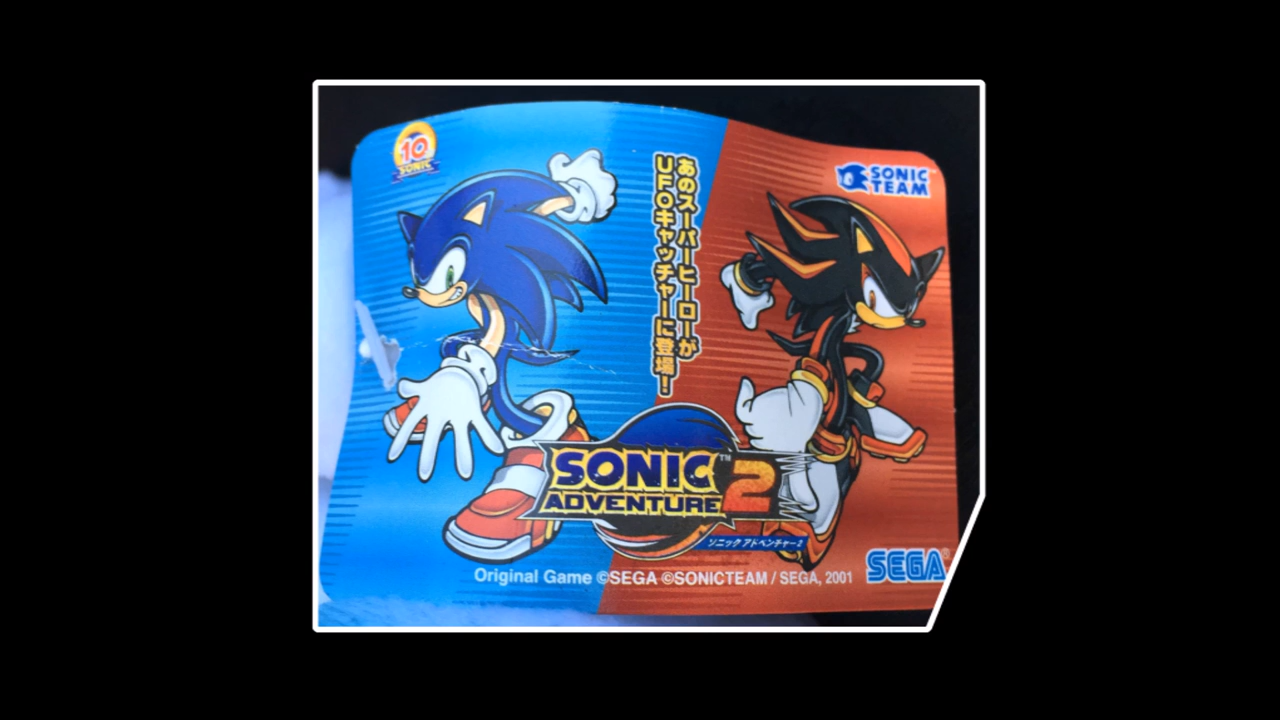 10
SONIC
あのスーパーヒーローが
UFOキャッチャーに登場!
SONIC
TEAM
SONIC™
ADVENTURE 2
ソニック アドベンチャー2
Original Game ©SEGA ©SONICTEAM / SEGA, 2001
SEGA®